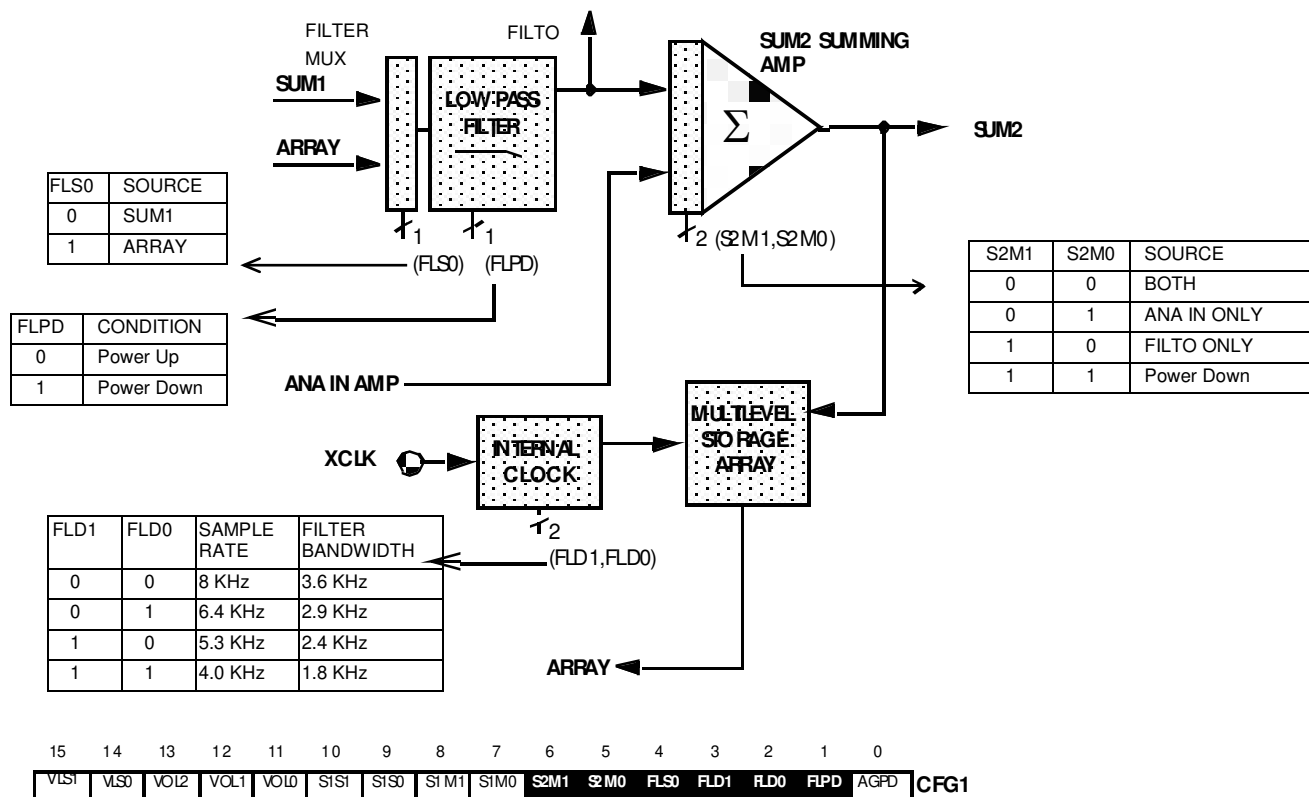 FILTER
MUX
FILTO
SUM2 SUMMING
AMP
SUM1
LOW PASS
FILTER
Σ
SUM2
ARRAY
FLS0 SOURCE
0 SUM1
1 ARRAY
1
(FLS0)
1
(FLPD)
2 (S2M1,S2M0)
S2M1 S2M0 SOURCE
0 0 BOTH
0 1 ANA IN ONLY
1 0 FILTO ONLY
1 1 Power Down
FLPD CONDITION
0 Power Up
1 Power Down
ANA IN AMP
MULTILEVEL
STORAGE
ARRAY
XCLK
INTERNAL
CLOCK
2
(FLD1,FLD0)
FLD1 FLD0 SAMPLE RATE FILTER BANDWIDTH
0 0 8 KHz 3.6 KHz
0 1 6.4 KHz 2.9 KHz
1 0 5.3 KHz 2.4 KHz
1 1 4.0 KHz 1.8 KHz
ARRAY
15 14 13 12 11 10 9 8 7 6 5 4 3 2 1 0
VLS1 VLS0 VOL2 VOL1 VOL0 S1S1 S1S0 S1M1 S1M0 S2M1 S2M0 FLS0 FLD1 FLD0 FLPD AGPD CFG1